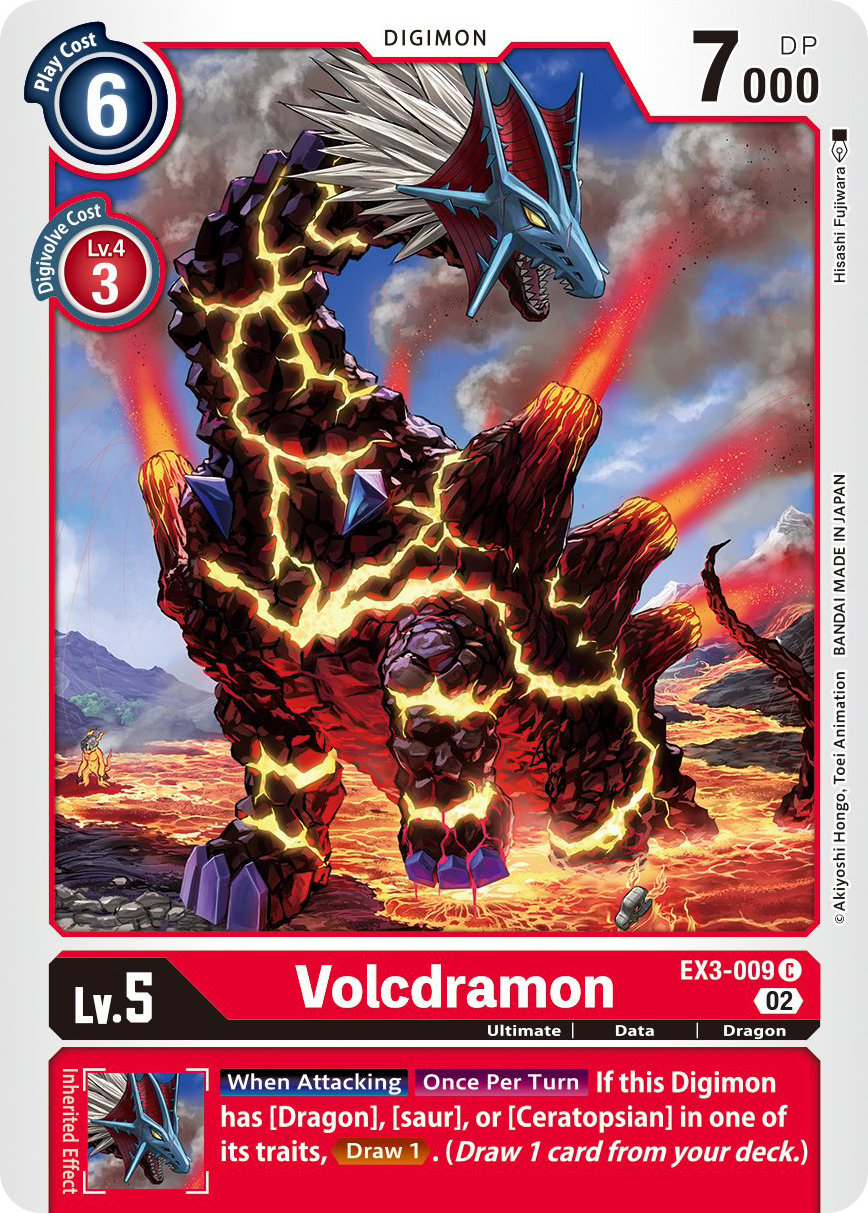 DIGIMON
Play Cost
6
7000
DP
Digivolve Cost
Lv.4
3
Hisashi Fujiwara
© Akiyoshi Hongo, Toei Animation BANDAI MADE IN JAPAN
Lv.5
Volcdramon
EX3-009 C
02
Ultimate | Data | Dragon
Inherited Effect
When Attacking Once Per Turn If this Digimon
has [Dragon], [saur], or [Ceratopsian] in one of
its traits, Draw 1. (Draw 1 card from your deck.)